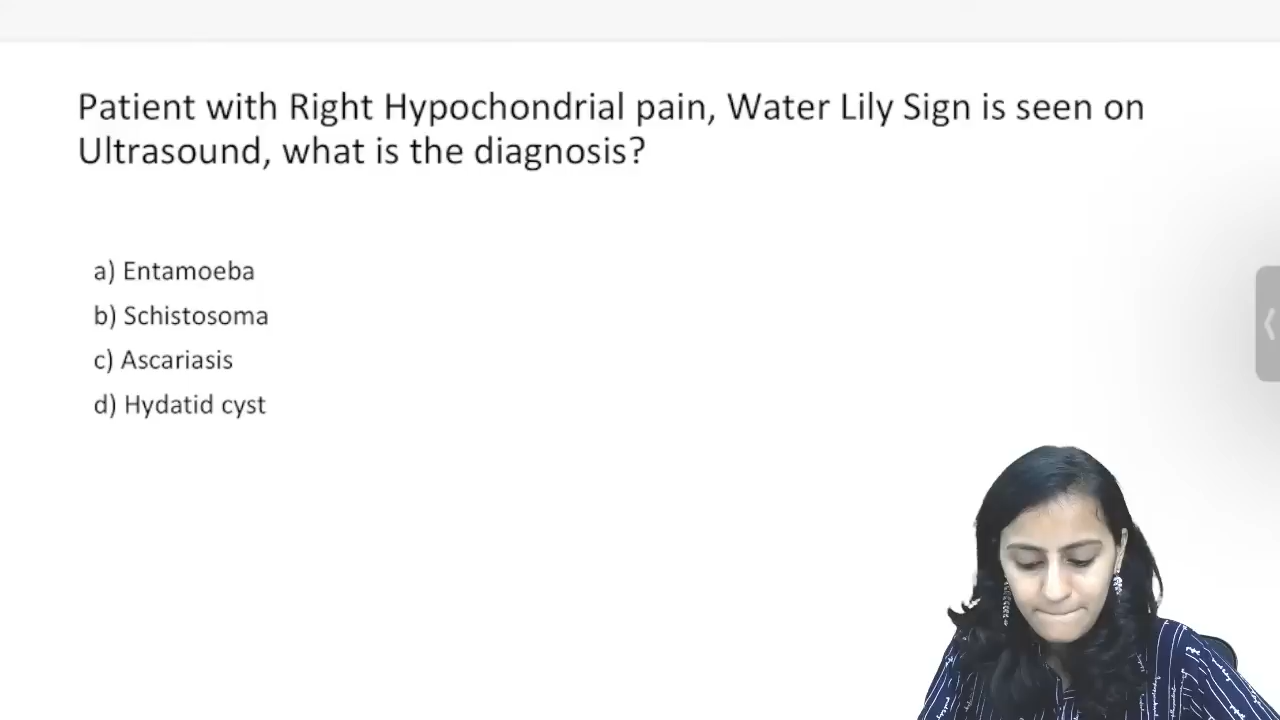 Patient with Right Hypochondrial pain, Water Lily Sign is seen on
Ultrasound, what is the diagnosis?
a) Entamoeba
b) Schistosoma
c) Ascariasis
d) Hydatid cyst